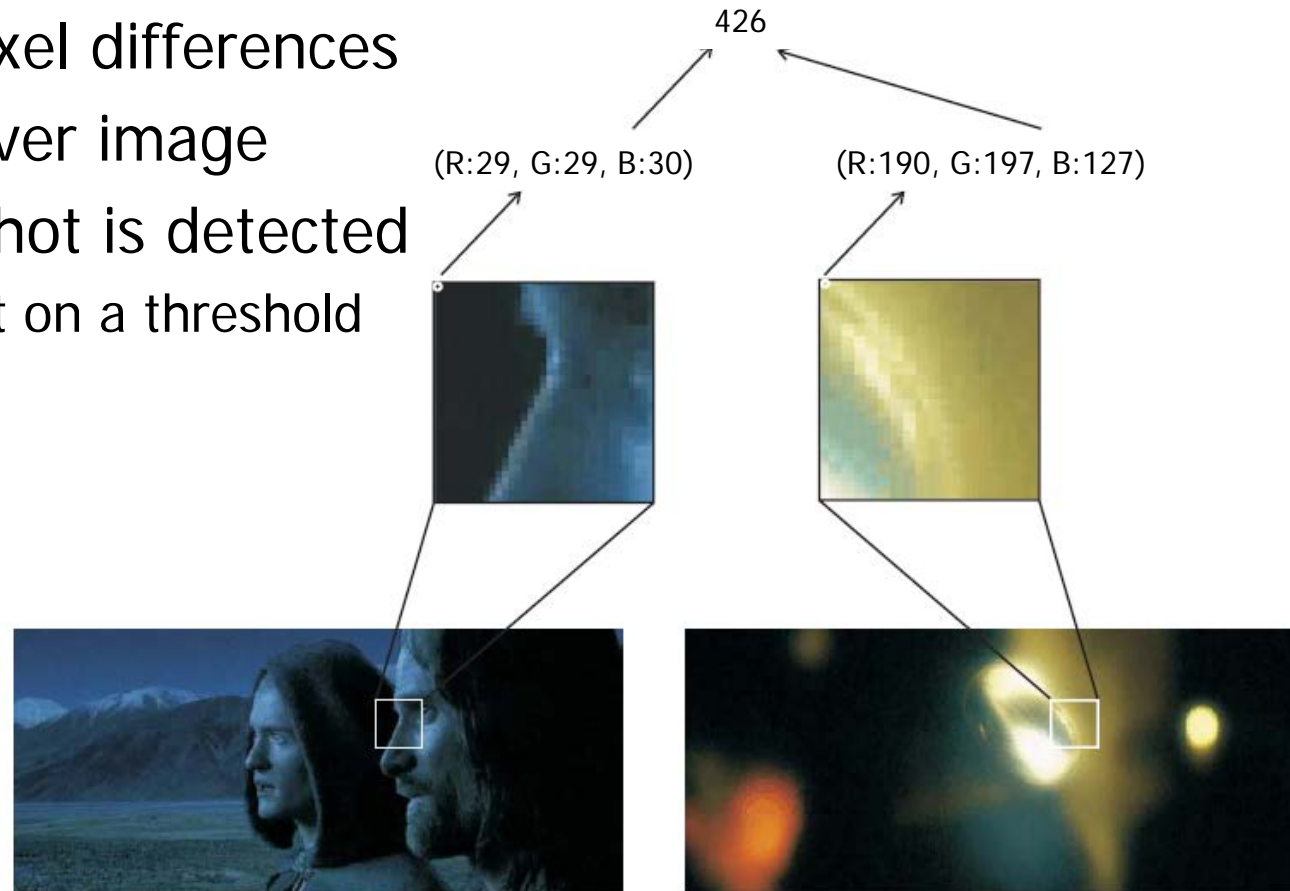 xel differences
ver image
hot is detected
t on a threshold
426
(R:29, G:29, B:30)
(R:190, G:197, B:127)